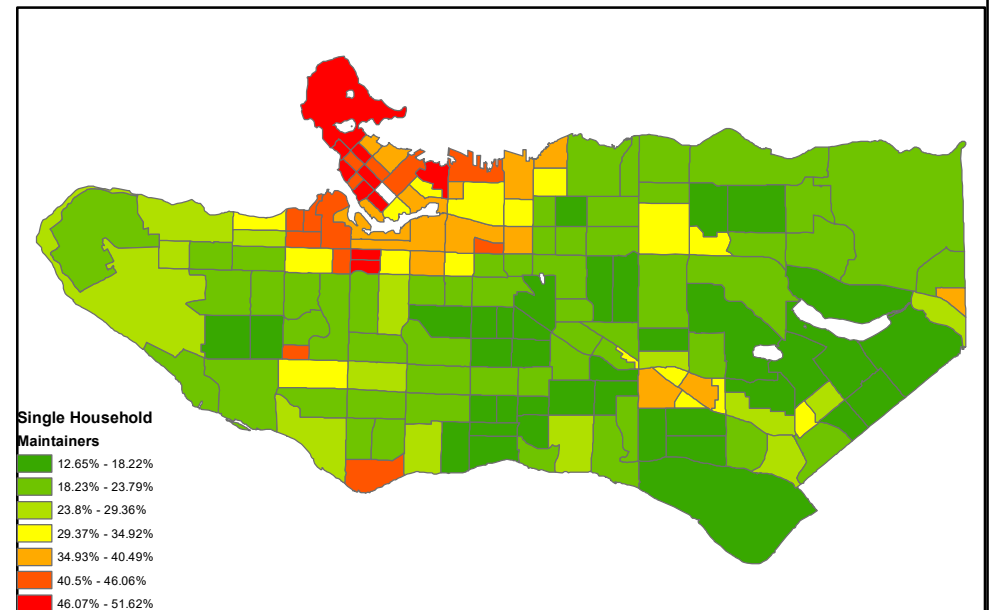 Single Household
Maintainers
12.65% - 18.22%
18.23% - 23.79%
23.8% - 29.36%
29.37% - 34.92%
34.93% - 40.49%
40.5% - 46.06%
46.07% - 51.62%